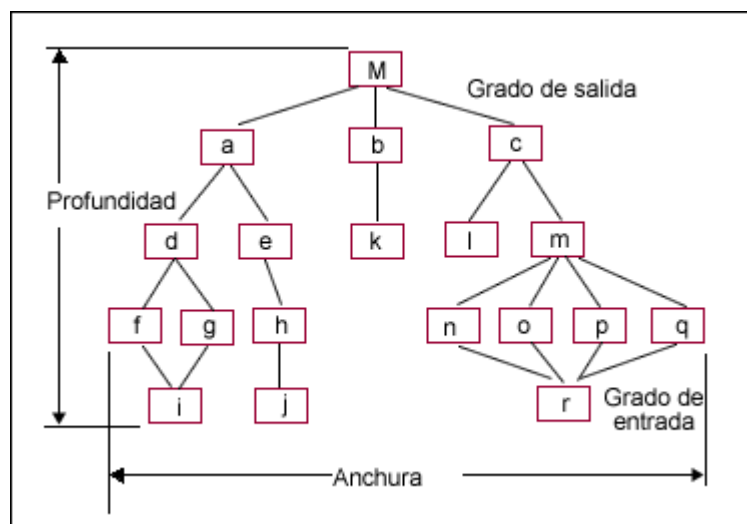 M
Grado de salida
a b c
Profundidad
d e k l m
f g h n o p q
i j r
Grado de
entrada
Anchura